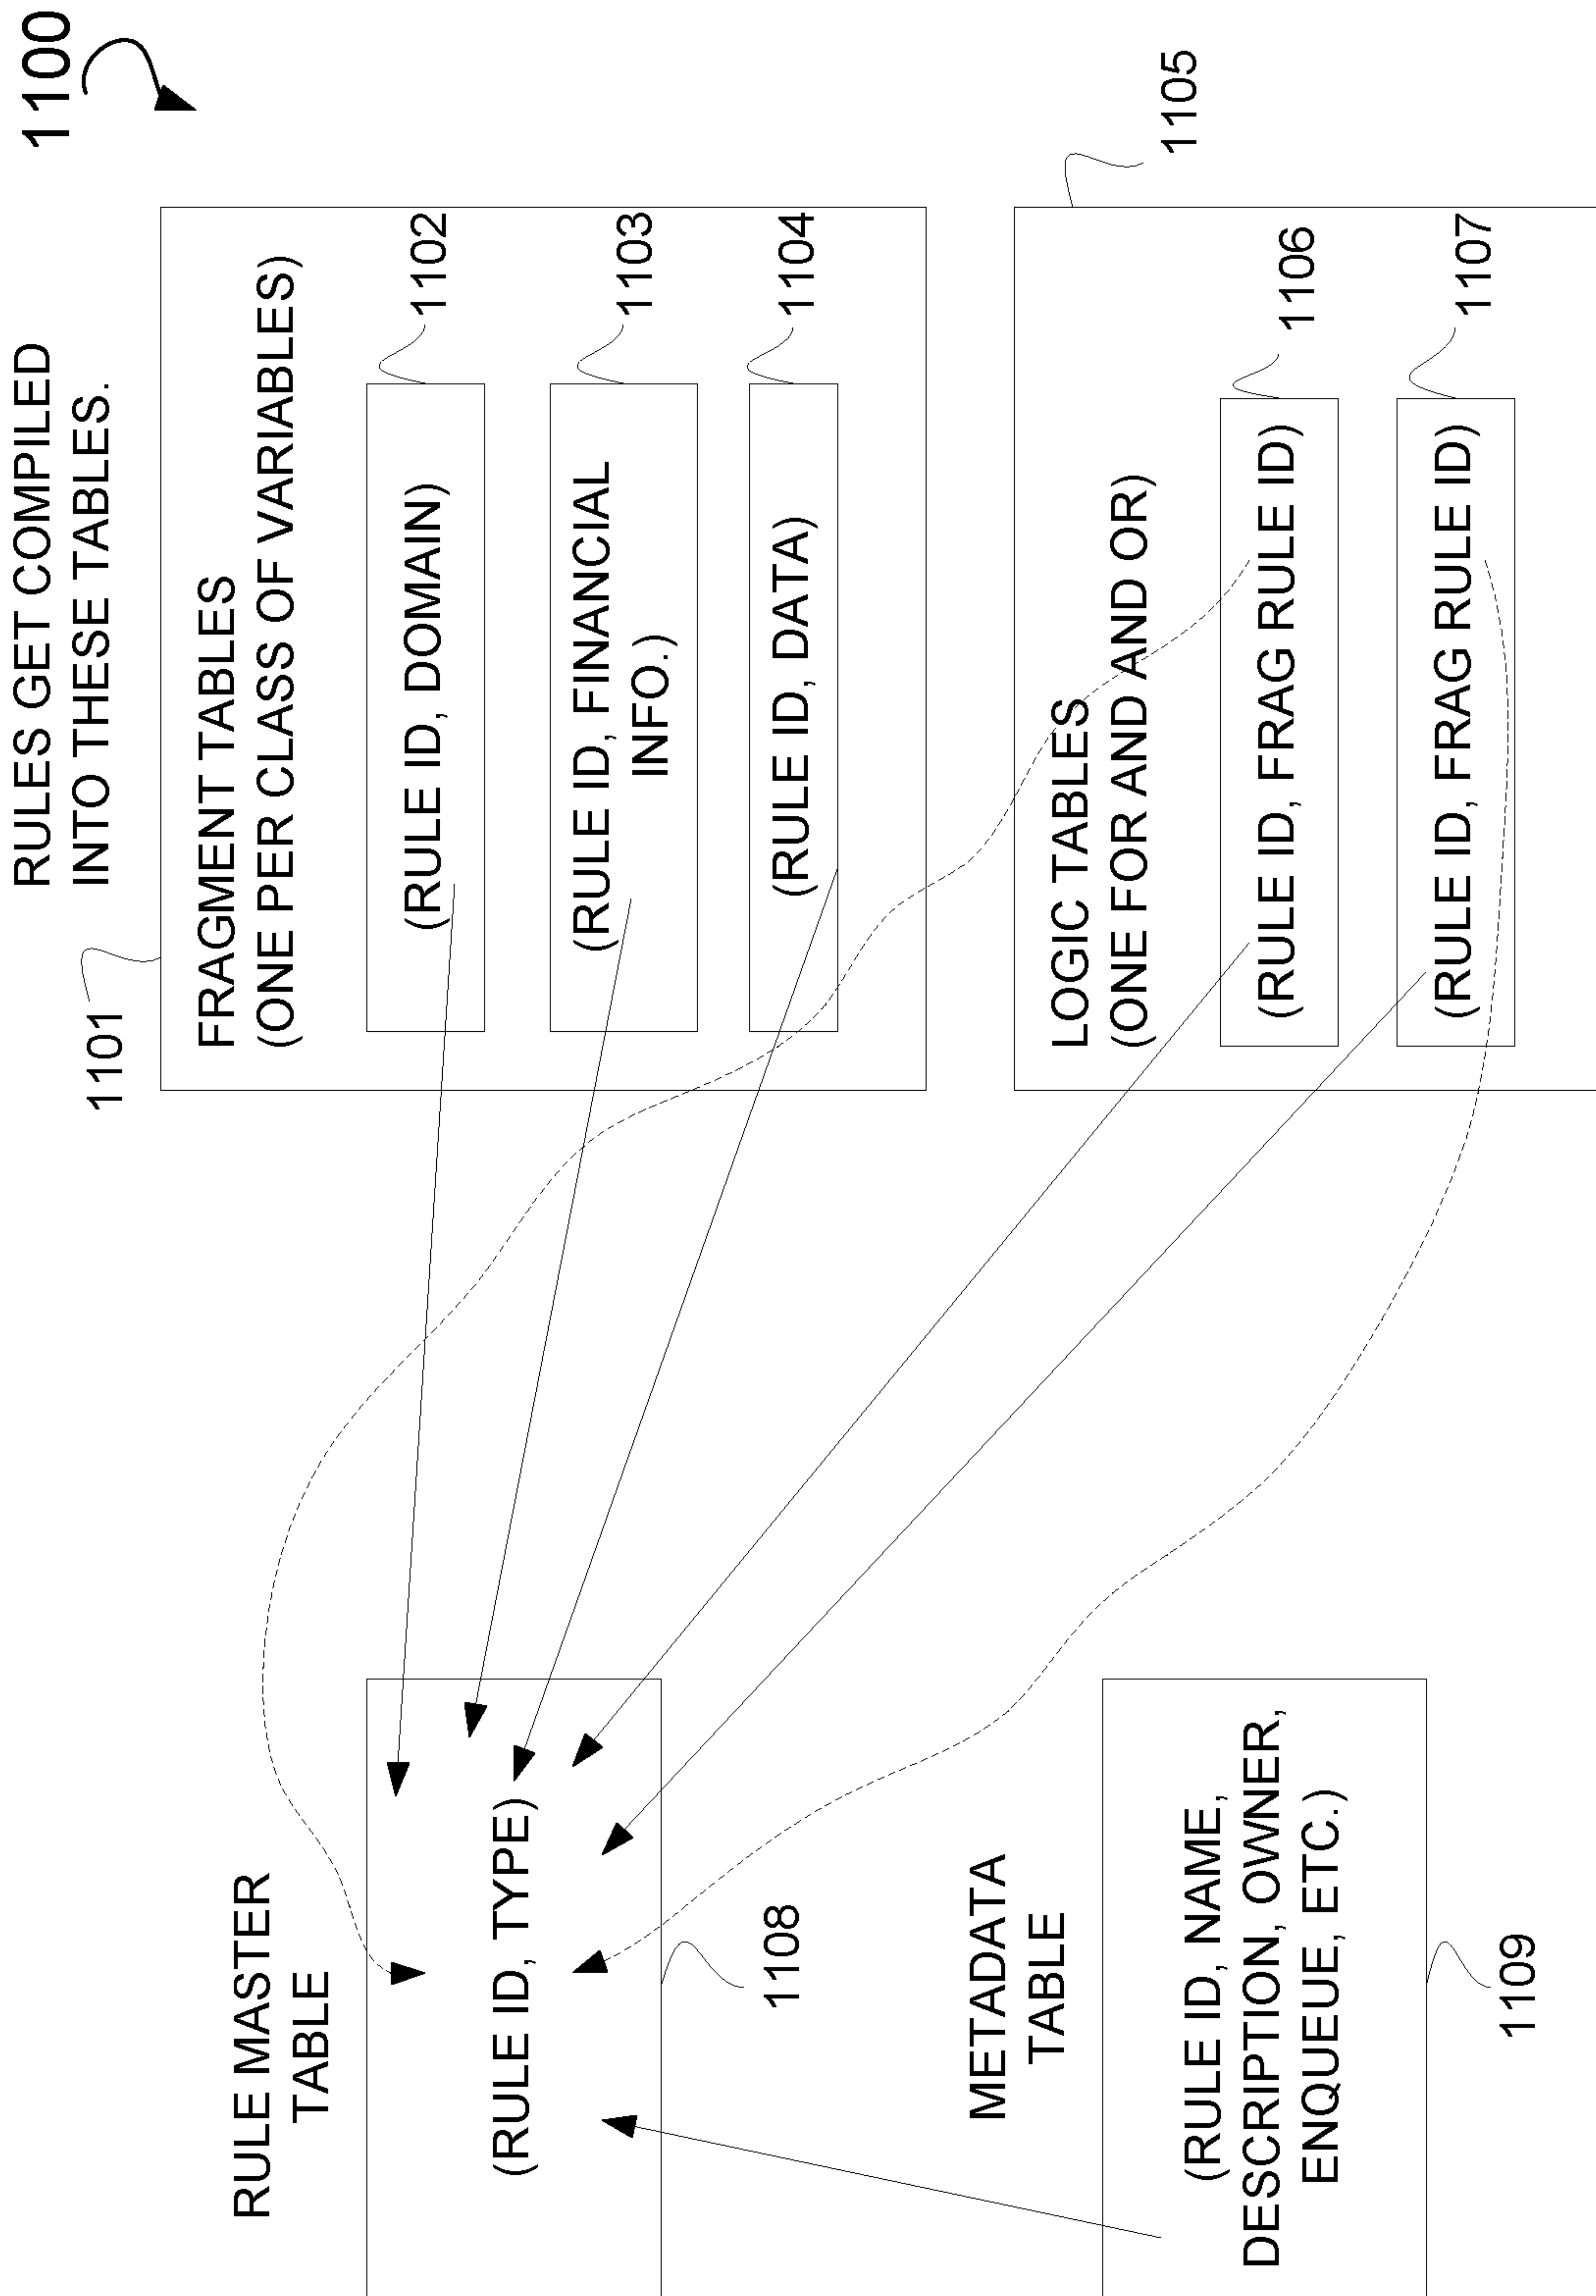 1100
RULES GET COMPILED
INTO THESE TABLES.
1101
FRAGMENT TABLES
(ONE PER CLASS OF VARIABLES)
(RULE ID, DOMAIN)
1102
(RULE ID, FINANCIAL
INFO.)
1103
(RULE ID, DATA)
1104
LOGIC TABLES
(ONE FOR AND AND OR)
1105
(RULE ID, FRAG RULE ID)
1106
(RULE ID, FRAG RULE ID)
1107
RULE MASTER
TABLE
(RULE ID, TYPE)
1108
METADATA
TABLE
(RULE ID, NAME,
DESCRIPTION, OWNER,
ENQUEUE, ETC.)
1109